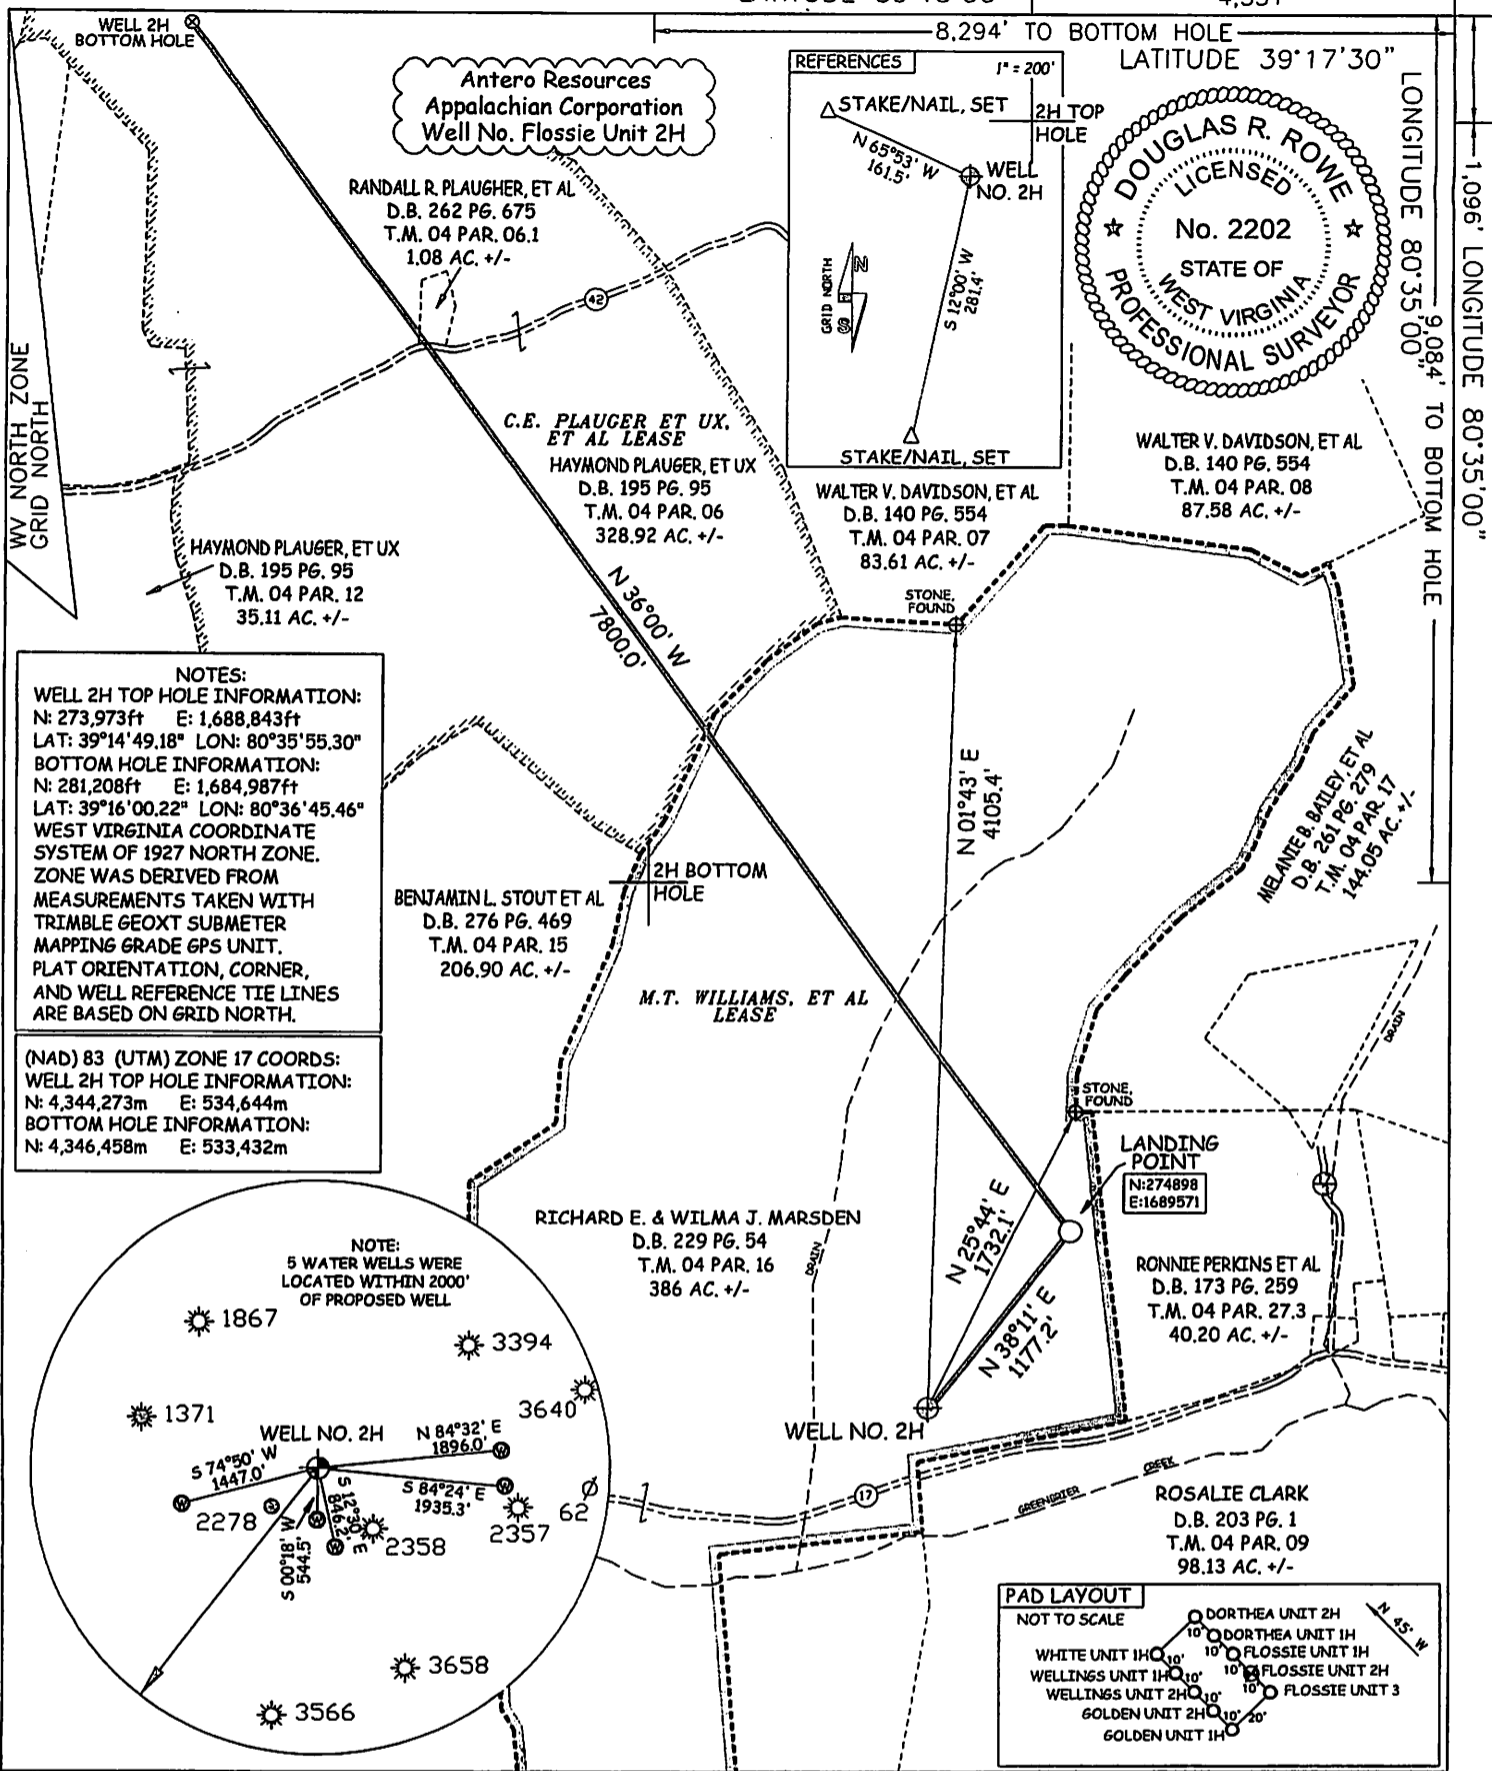 8,294' TO BOTTOM HOLE
LATITUDE 39°17'30"
WELL 2H
BOTTOM HOLE
Antero Resources
Appalachian Corporation
Well No. Flossie Unit 2H
REFERENCES
1" = 200'
STAKE/NAIL, SET
2H TOP
HOLE
N 65°53' W
161.5'
WELL
NO. 2H
GRID NORTH
N
S
S 12°00' W
281.4'
STAKE/NAIL, SET
DOUGLAS R. ROWE
LICENSED
No. 2202
STATE OF
WEST VIRGINIA
PROFESSIONAL SURVEYOR
LONGITUDE 80°35'00"
9,084' TO BOTTOM HOLE
1,096' LONGITUDE 80°35'00"
RANDALL R. PLAUGHER, ET AL
D.B. 262 PG. 675
T.M. 04 PAR. 06.1
1.08 AC. +/-
42
WV NORTH ZONE
GRID NORTH
C.E. PLAUGER ET UX,
ET AL LEASE
HAYMOND PLAUGER, ET UX
D.B. 195 PG. 95
T.M. 04 PAR. 06
328.92 AC. +/-
WALTER V. DAVIDSON, ET AL
D.B. 140 PG. 554
T.M. 04 PAR. 07
83.61 AC. +/-
WALTER V. DAVIDSON, ET AL
D.B. 140 PG. 554
T.M. 04 PAR. 08
87.58 AC. +/-
HAYMOND PLAUGER, ET UX
D.B. 195 PG. 95
T.M. 04 PAR. 12
35.11 AC. +/-
N 36°00' W
7800.0'
STONE,
FOUND
NOTES:
WELL 2H TOP HOLE INFORMATION:
N: 273,973ft E: 1,688,843ft
LAT: 39°14'49.18" LON: 80°35'55.30"
BOTTOM HOLE INFORMATION:
N: 281,208ft E: 1,684,987ft
LAT: 39°16'00.22" LON: 80°36'45.46"
WEST VIRGINIA COORDINATE
SYSTEM OF 1927 NORTH ZONE.
ZONE WAS DERIVED FROM
MEASUREMENTS TAKEN WITH
TRIMBLE GEOXT SUBMETER
MAPPING GRADE GPS UNIT.
PLAT ORIENTATION, CORNER,
AND WELL REFERENCE TIE LINES
ARE BASED ON GRID NORTH.
(NAD) 83 (UTM) ZONE 17 COORDS:
WELL 2H TOP HOLE INFORMATION:
N: 4,344,273m E: 534,644m
BOTTOM HOLE INFORMATION:
N: 4,346,458m E: 533,432m
N 01°43' E
4105.4'
MELANIE B. BAILEY, ET AL
D.B. 261 PG. 279
T.M. 04 PAR. 17
144.05 AC. +/-
2H BOTTOM
HOLE
BENJAMIN L. STOUT ET AL
D.B. 276 PG. 469
T.M. 04 PAR. 15
206.90 AC. +/-
M.T. WILLIAMS, ET AL
LEASE
DRAIN
STONE,
FOUND
LANDING
POINT
N:274898
E:1689571
RICHARD E. & WILMA J. MARSDEN
D.B. 229 PG. 54
T.M. 04 PAR. 16
386 AC. +/-
DRAIN
N 25°44' E
1732.1'
N 38°11' E
1177.2'
RONNIE PERKINS ET AL
D.B. 173 PG. 259
T.M. 04 PAR. 27.3
40.20 AC. +/-
WELL NO. 2H
17
GREENBRIER CREEK
ROSALIE CLARK
D.B. 203 PG. 1
T.M. 04 PAR. 09
98.13 AC. +/-
NOTE:
5 WATER WELLS WERE
LOCATED WITHIN 2000'
OF PROPOSED WELL
1867
3394
3640
1371
WELL NO. 2H
N 84°32' E
1896.0'
S 74°50' W
1447.0'
S 84°24' E
1935.3'
S 12°30' E
846.2'
S 00°18' W
544.5'
W
W
W
W
W
2278
2358
2357
62
3658
3566
PAD LAYOUT
NOT TO SCALE
N 45° W
DORTHEA UNIT 2H
10'
DORTHEA UNIT 1H
WHITE UNIT 1H
10'
10'
FLOSSIE UNIT 1H
WELLINGS UNIT 1H
10'
10'
FLOSSIE UNIT 2H
WELLINGS UNIT 2H
10'
10'
FLOSSIE UNIT 3
GOLDEN UNIT 2H
10'
20'
GOLDEN UNIT 1H